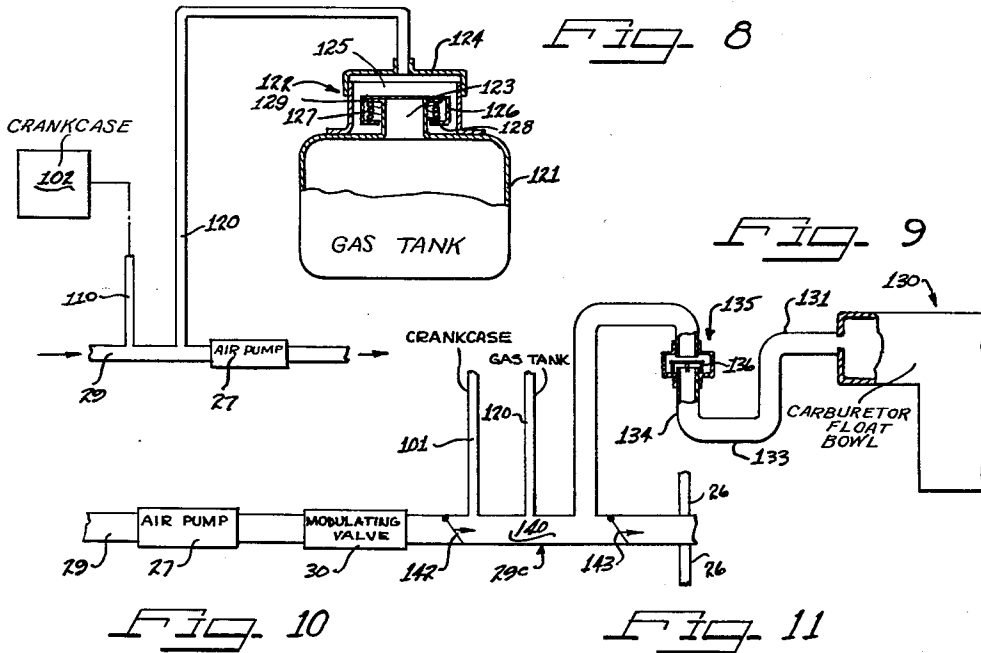 Fig. 8
124
125
122
123
129
127
126
128
CRANKCASE
102
121
120
GAS TANK
110
Fig. 9
130
131
135
AIR PUMP
29
27
CRANKCASE
GAS TANK
136
134
CARBURETOR
FLOAT
BOWL
133
101
120
26
AIR PUMP
MODULATING
VALVE
140
29
27
30
142
29c
143
26
Fig. 10
Fig. 11